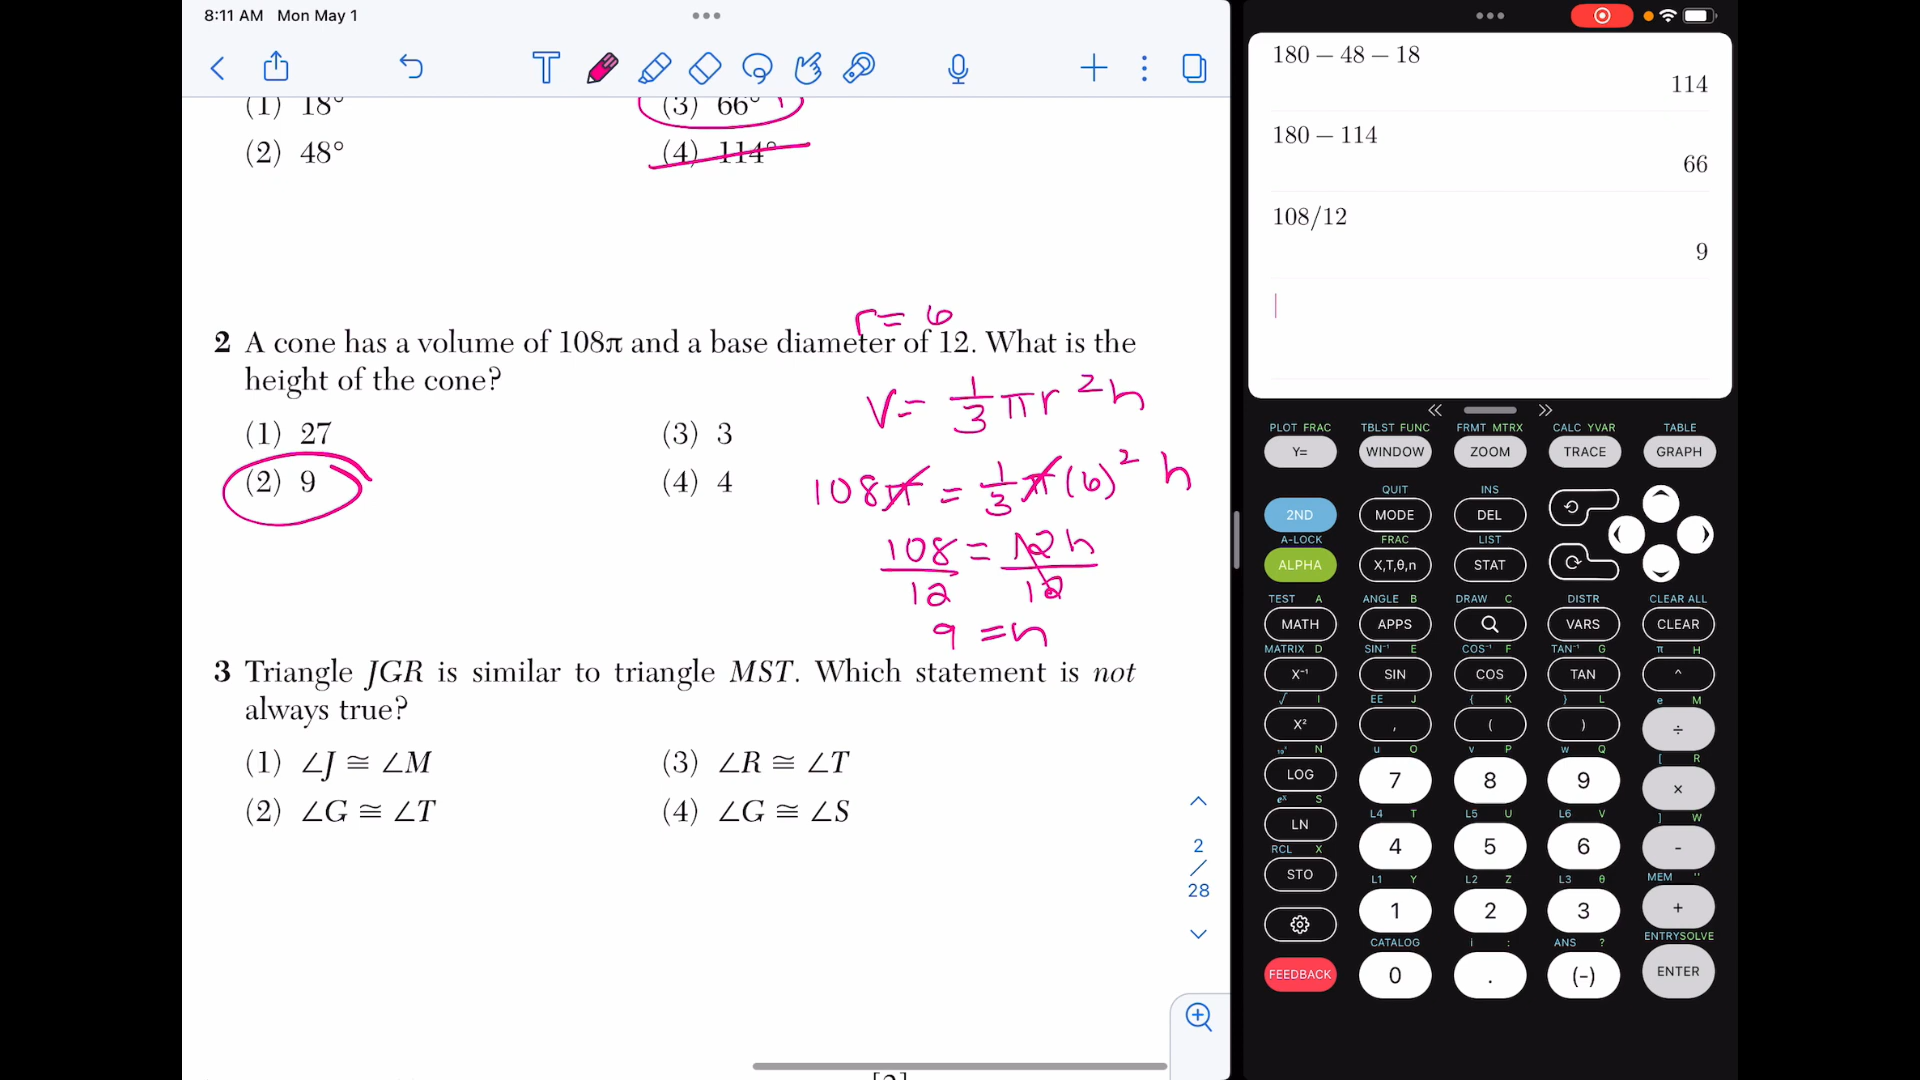 8:11 AM Mon May 1
(1) 18°
(3) 66°
(2) 48°
(4) 114°
r = 6
2 A cone has a volume of 108π and a base diameter of 12. What is the
height of the cone?
V = 1/3 πr²h
(1) 27
(3) 3
(2) 9
(4) 4
108π = 1/3 π(6)² h
108 = 12h
12 12
9 = h
3 Triangle JGR is similar to triangle MST. Which statement is not
always true?
(1) ∠J ≅ ∠M
(3) ∠R ≅ ∠T
(2) ∠G ≅ ∠T
(4) ∠G ≅ ∠S
2
/
28
180 − 48 − 18
114
180 − 114
66
108/12
9
PLOT FRAC TBLST FUNC FRMT MTRX CALC YVAR TABLE
Y= WINDOW ZOOM TRACE GRAPH
QUIT INS
2ND MODE DEL
A-LOCK FRAC LIST
ALPHA X,T,θ,n STAT
TEST A ANGLE B DRAW C DISTR CLEAR ALL
MATH APPS VARS CLEAR
MATRIX D SIN⁻¹ E COS⁻¹ F TAN⁻¹ G π H
X⁻¹ SIN COS TAN ^
√ I EE J { K } L e M
X² , ( ) ÷
10ˣ N u O v P w Q [ R
LOG 7 8 9 ×
eˣ S L4 T L5 U L6 V ] W
LN 4 5 6 -
RCL X L1 Y L2 Z L3 θ MEM "
STO 1 2 3 +
CATALOG i : ANS ? ENTRY SOLVE
FEEDBACK 0 . (-) ENTER